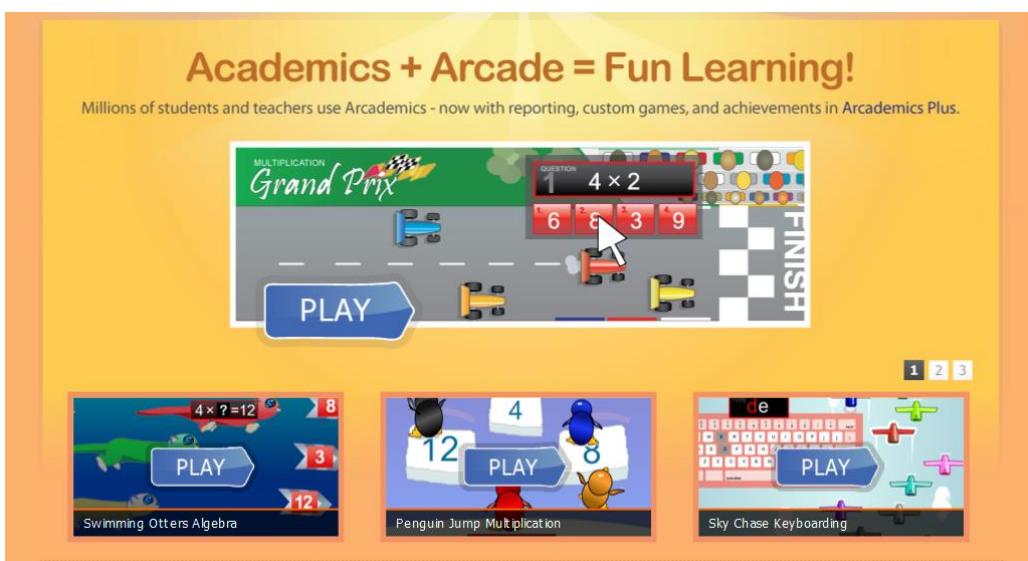 Academics + Arcade = Fun Learning!
Millions of students and teachers use Arcademics - now with reporting, custom games, and achievements in Arcademics Plus.
MULTIPLICATION
Grand Prix
QUESTION
1
4 × 2
1. 6 2. 8 3. 3 4. 9
FINISH
PLAY
1 2 3
4 × ? =12
8
3
12
PLAY
Swimming Otters Algebra
4
12
8
PLAY
Penguin Jump Multiplication
de
PLAY
Sky Chase Keyboarding